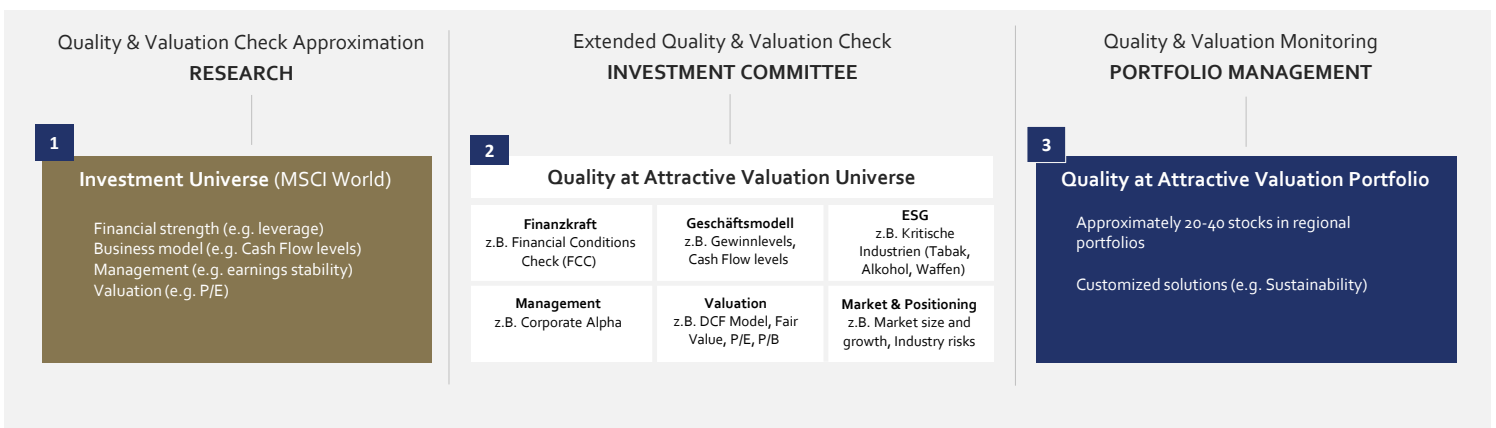 Quality & Valuation Check Approximation
RESEARCH
1
Investment Universe (MSCI World)
Financial strength (e.g. leverage)
Business model (e.g. Cash Flow levels)
Management (e.g. earnings stability)
Valuation (e.g. P/E)
Extended Quality & Valuation Check
INVESTMENT COMMITTEE
2
Quality at Attractive Valuation Universe
Finanzkraft
z.B. Financial Conditions
Check (FCC)
Geschäftsmodell
z.B. Gewinnlevels,
Cash Flow levels
ESG
z.B. Kritische
Industrien (Tabak,
Alkohol, Waffen)
Management
z.B. Corporate Alpha
Valuation
z.B. DCF Model, Fair
Value, P/E, P/B
Market & Positioning
z.B. Market size and
growth, Industry risks
Quality & Valuation Monitoring
PORTFOLIO MANAGEMENT
3
Quality at Attractive Valuation Portfolio
Approximately 20-40 stocks in regional
portfolios
Customized solutions (e.g. Sustainability)